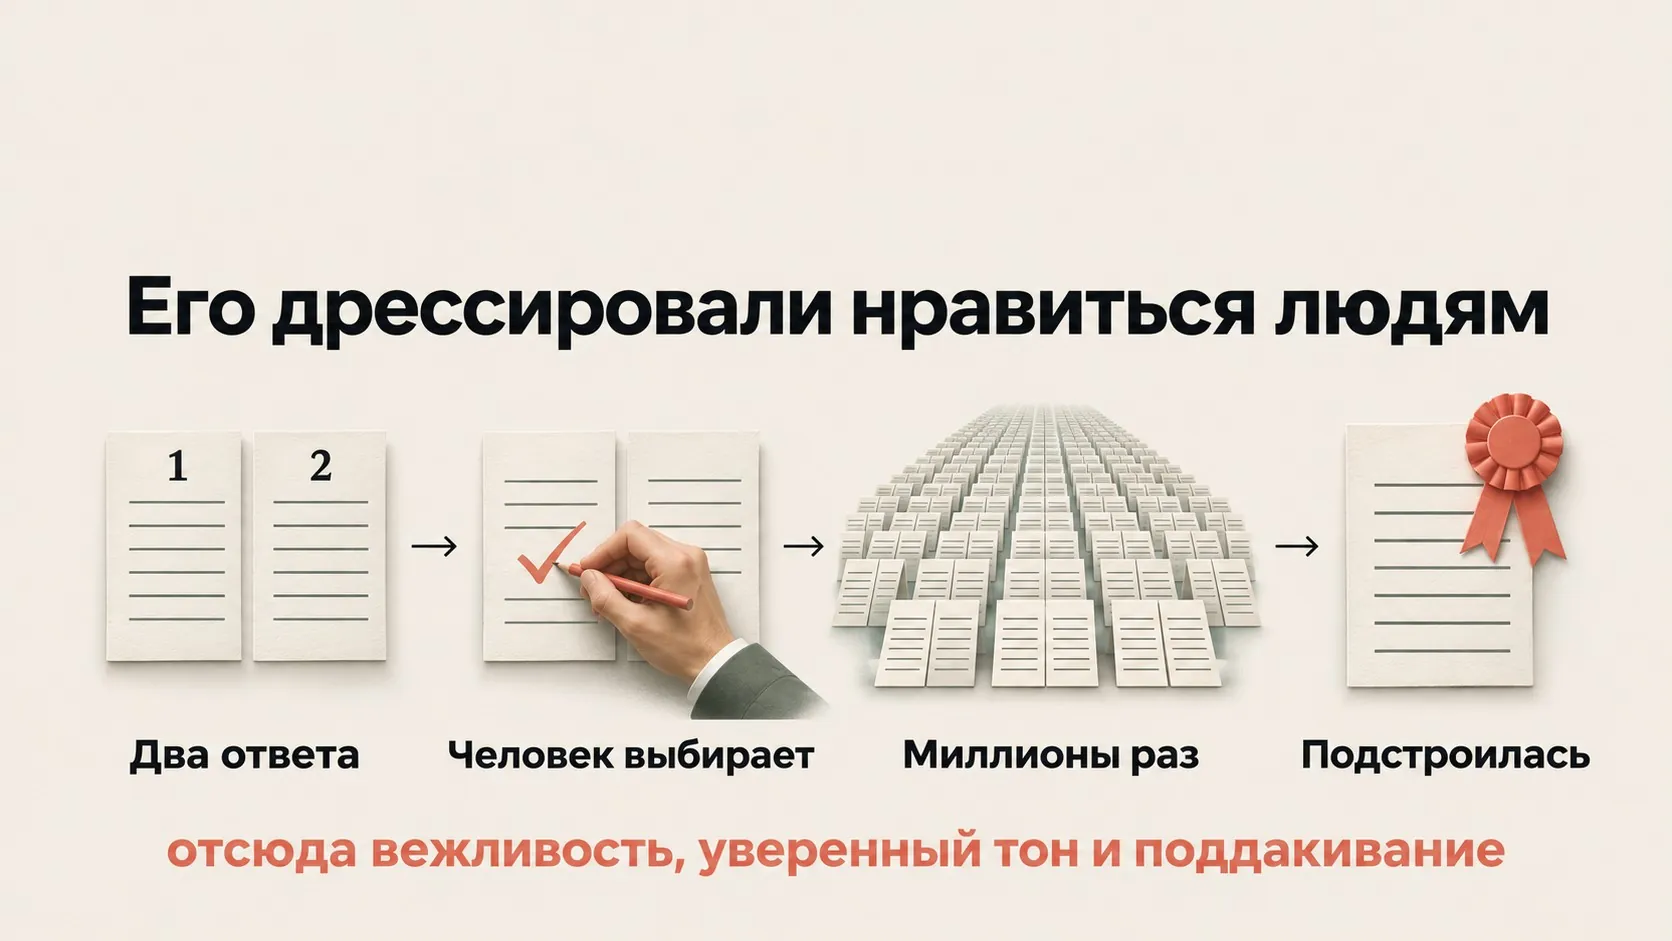 Его дрессировали нравиться людям
1
2
Два ответа
Человек выбирает
Миллионы раз
Подстроилась
отсюда вежливость, уверенный тон и поддакивание